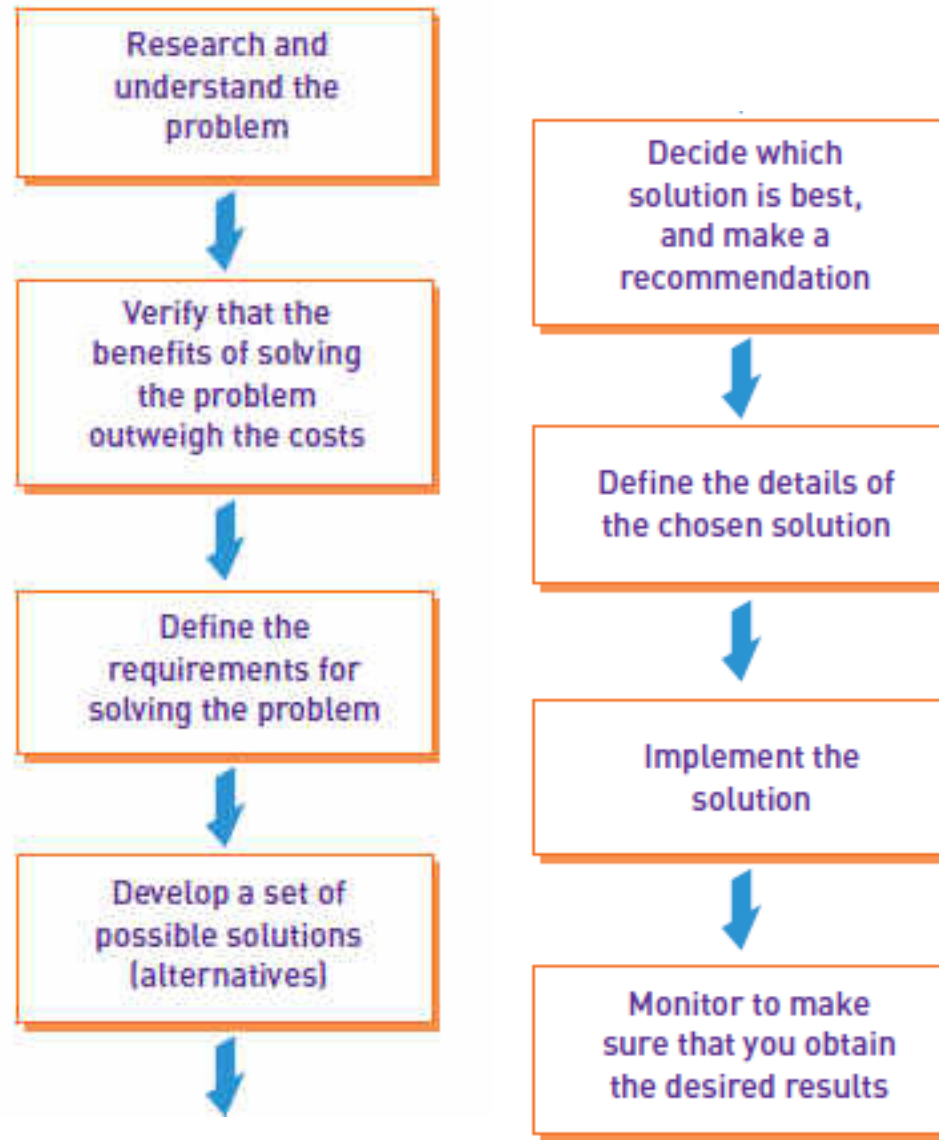 Research and
understand the
problem
Verify that the
benefits of solving
the problem
outweigh the costs
Define the
requirements for
solving the problem
Develop a set of
possible solutions
(alternatives)
Decide which
solution is best,
and make a
recommendation
Define the details of
the chosen solution
Implement the
solution
Monitor to make
sure that you obtain
the desired results